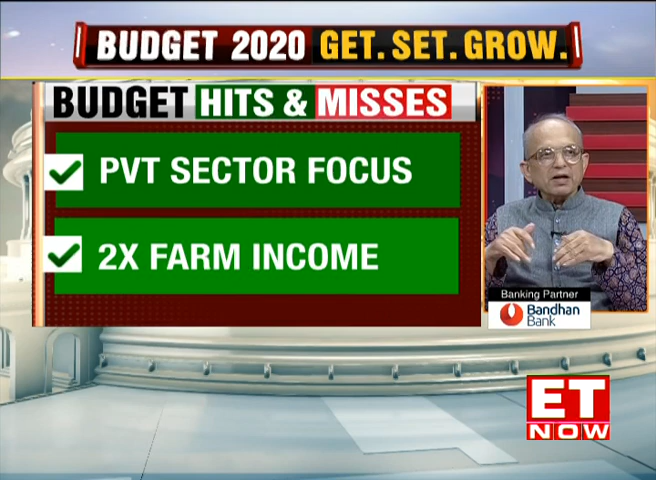 BUDGET 2020 GET. SET. GROW.
BUDGET HITS & MISSES
PVT SECTOR FOCUS
2X FARM INCOME
Banking Partner
Bandhan
Bank
ET
NOW